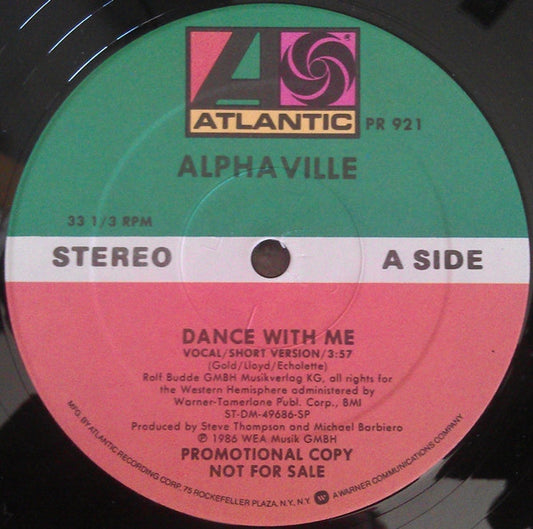 ATLANTIC
PR 921
ALPHAVILLE
33 1/3 RPM
STEREO
A SIDE
DANCE WITH ME
VOCAL/SHORT VERSION/3:57
(Gold/Lloyd/Echolette)
Rolf Budde GMBH Musikverlag KG, all rights for
the Western Hemisphere administered by
Warner-Tamerlane Publ. Corp., BMI
ST-DM-49686-SP
Produced by Steve Thompson and Michael Barbiero
℗ 1986 WEA Musik GMBH
PROMOTIONAL COPY
NOT FOR SALE
MFG. BY ATLANTIC RECORDING CORP. 75 ROCKEFELLER PLAZA, N.Y., N.Y. A WARNER COMMUNICATIONS COMPANY